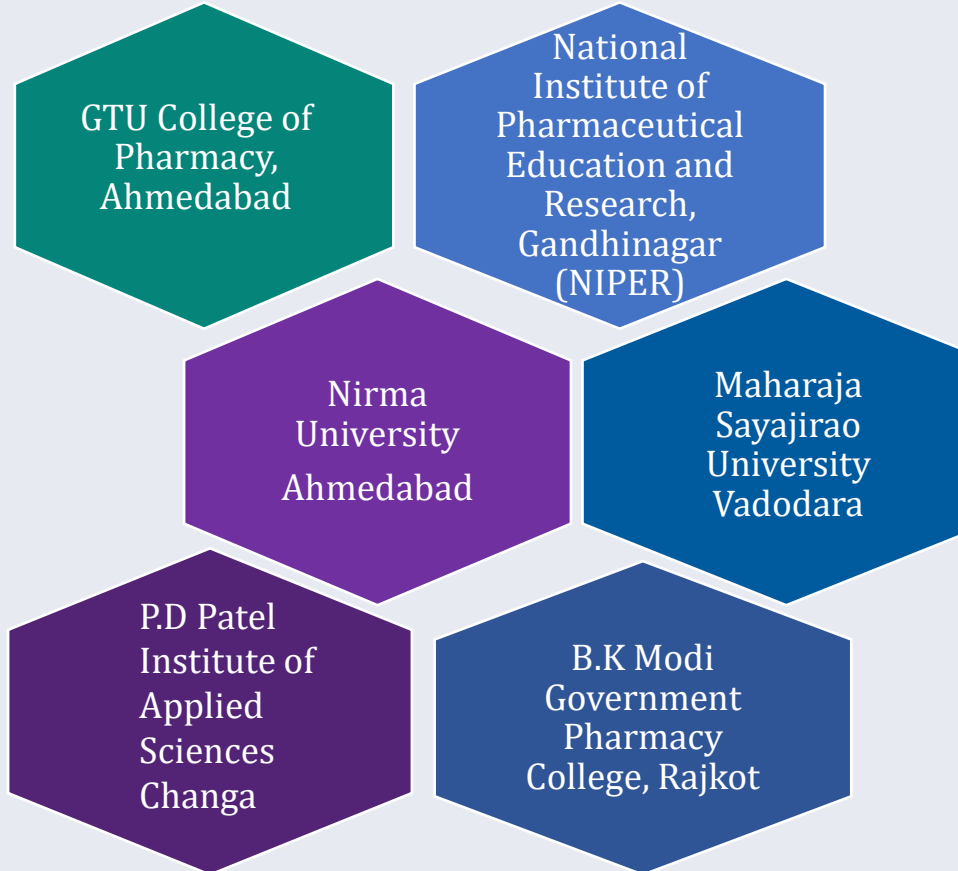 GTU College of
Pharmacy,
Ahmedabad
National
Institute of
Pharmaceutical
Education and
Research,
Gandhinagar
(NIPER)
Nirma
University
Ahmedabad
Maharaja
Sayajirao
University
Vadodara
P.D Patel
Institute of
Applied
Sciences
Changa
B.K Modi
Government
Pharmacy
College, Rajkot